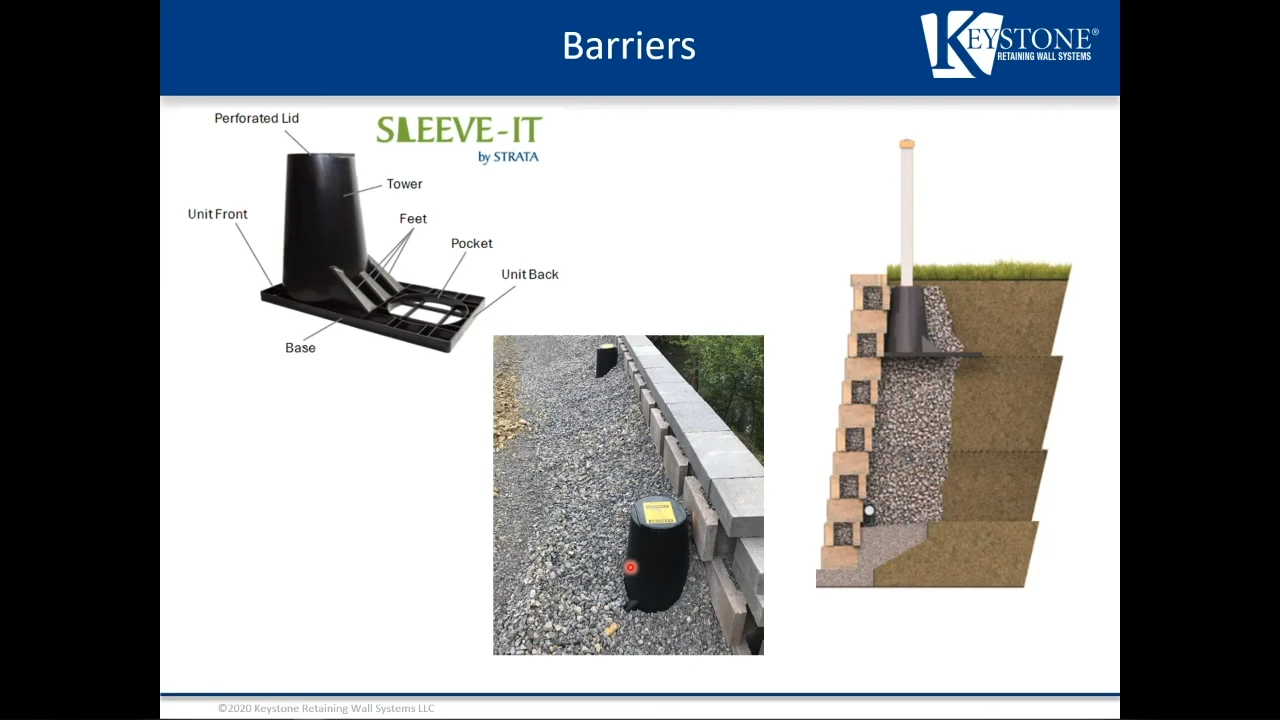 Barriers
KEYSTONE®
RETAINING WALL SYSTEMS
Perforated Lid
SLEEVE-IT
by STRATA
Tower
Unit Front
Feet
Pocket
Unit Back
Base
©2020 Keystone Retaining Wall Systems LLC